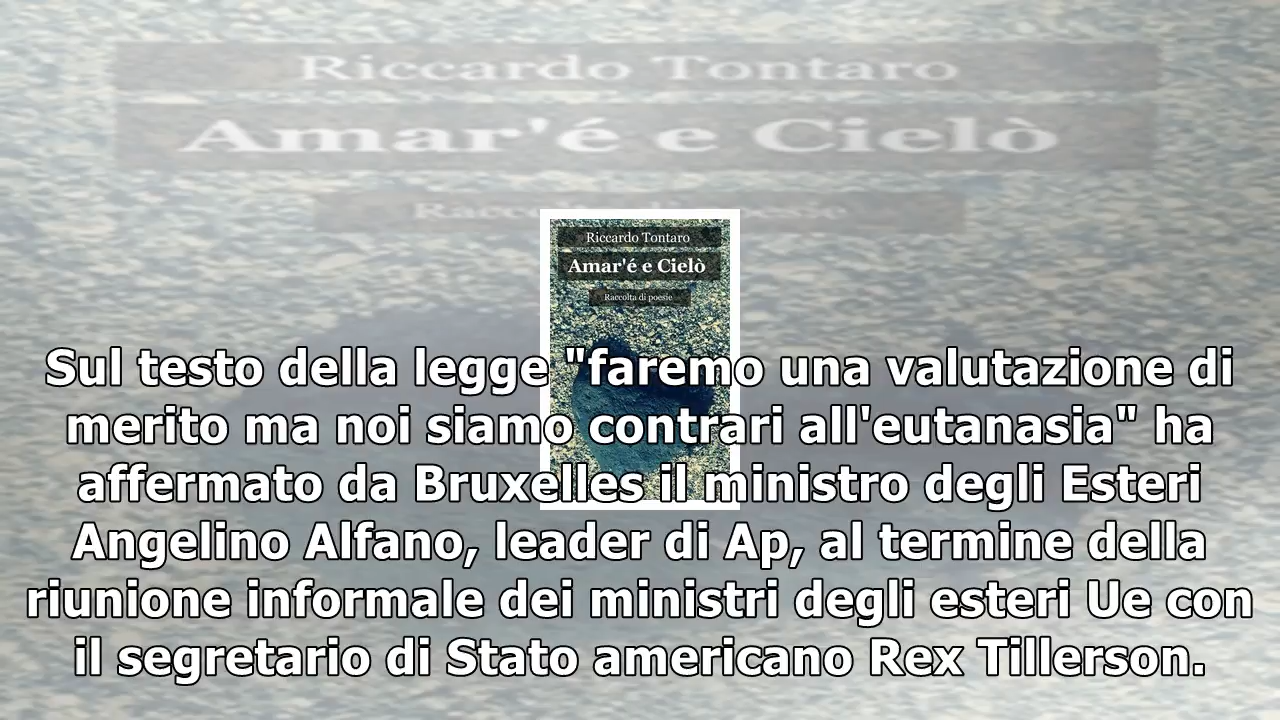 Riccardo Tontaro
Amar'é e Cielò
Raccolta di poesie
Riccardo Tontaro
Amar'é e Cielò
Raccolta di poesie
Sul testo della legge "faremo una valutazione di
merito ma noi siamo contrari all'eutanasia" ha
affermato da Bruxelles il ministro degli Esteri
Angelino Alfano, leader di Ap, al termine della
riunione informale dei ministri degli esteri Ue con
il segretario di Stato americano Rex Tillerson.